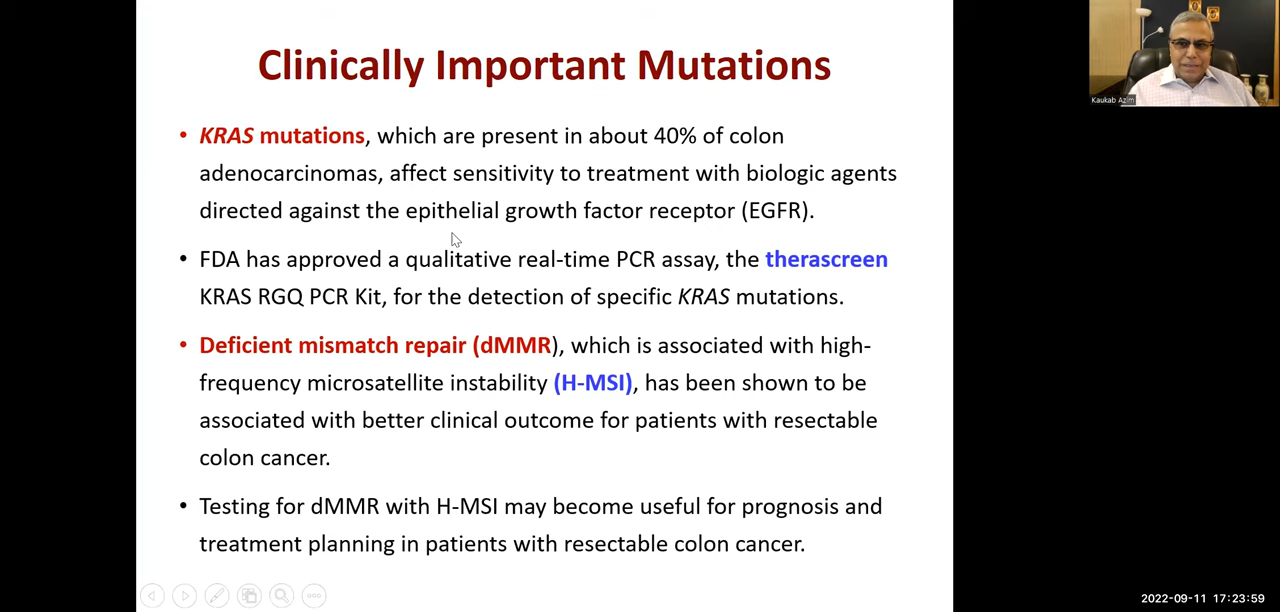 Clinically Important Mutations
• KRAS mutations, which are present in about 40% of colon
adenocarcinomas, affect sensitivity to treatment with biologic agents
directed against the epithelial growth factor receptor (EGFR).
• FDA has approved a qualitative real-time PCR assay, the therascreen
KRAS RGQ PCR Kit, for the detection of specific KRAS mutations.
• Deficient mismatch repair (dMMR), which is associated with high-
frequency microsatellite instability (H-MSI), has been shown to be
associated with better clinical outcome for patients with resectable
colon cancer.
• Testing for dMMR with H-MSI may become useful for prognosis and
treatment planning in patients with resectable colon cancer.
Kaukab Azim
2022-09-11 17:23:59